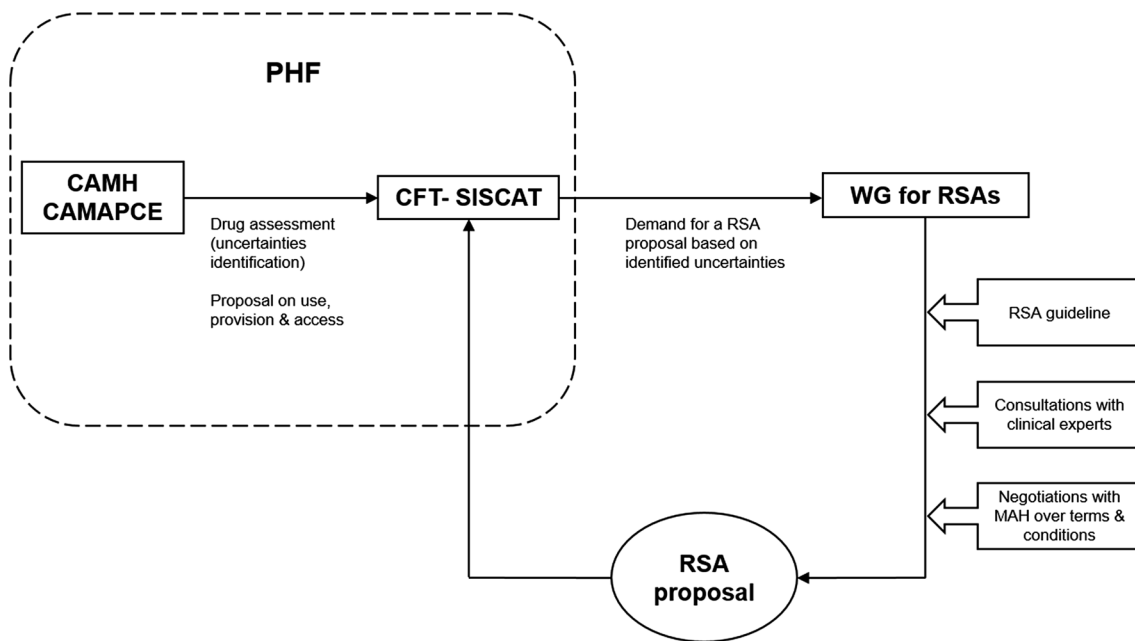 PHF
CAMH
CAMAPCE
CFT- SISCAT
WG for RSAs
Drug assessment
(uncertainties
identification)
Proposal on use,
provision & access
Demand for a RSA
proposal based on
identified uncertainties
RSA guideline
Consultations with
clinical experts
Negotiations with
MAH over terms &
conditions
RSA
proposal